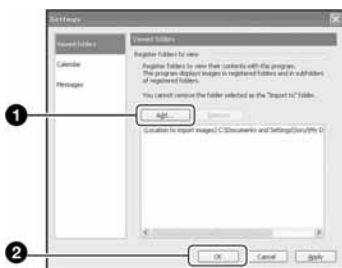 Settings
Viewed folders
Viewed folders
Register folders to view
Calendar
Register folders to view their contents with this program.
This program displays images in registered folders and in subfolders
of registered folders.
Messages
You cannot remove the folder selected as the "Import to" folder.
1
Add...
Remove
(Location to import images) C:\Documents and Settings\Sony\My D
2
OK
Cancel
Apply